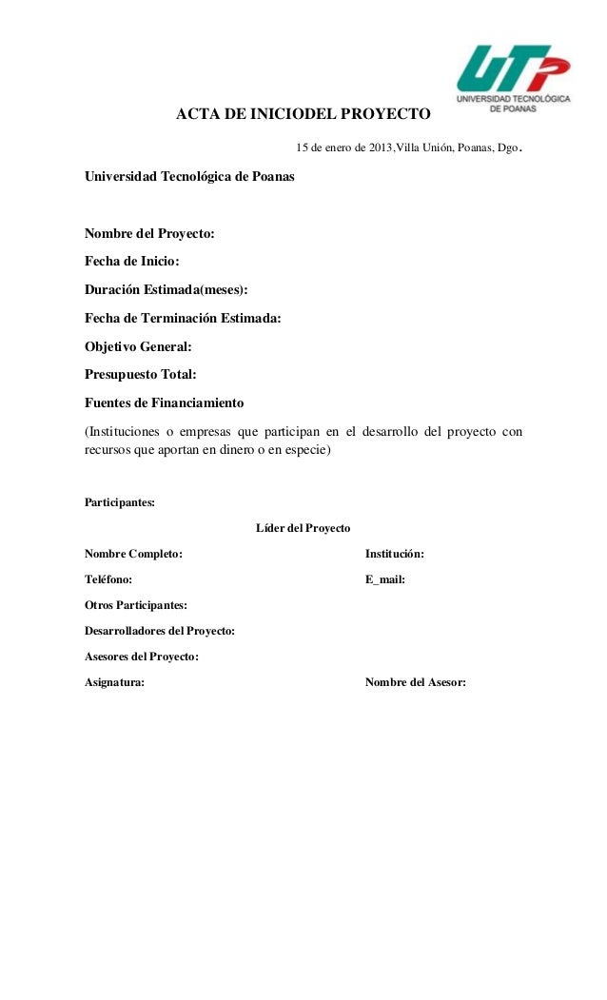 UTP
UNIVERSIDAD TECNOLÓGICA
DE POANAS
ACTA DE INICIODEL PROYECTO
15 de enero de 2013,Villa Unión, Poanas, Dgo.
Universidad Tecnológica de Poanas
Nombre del Proyecto:
Fecha de Inicio:
Duración Estimada(meses):
Fecha de Terminación Estimada:
Objetivo General:
Presupuesto Total:
Fuentes de Financiamiento
(Instituciones o empresas que participan en el desarrollo del proyecto con
recursos que aportan en dinero o en especie)
Participantes:
Líder del Proyecto
Nombre Completo: Institución:
Teléfono: E_mail:
Otros Participantes:
Desarrolladores del Proyecto:
Asesores del Proyecto:
Asignatura: Nombre del Asesor: